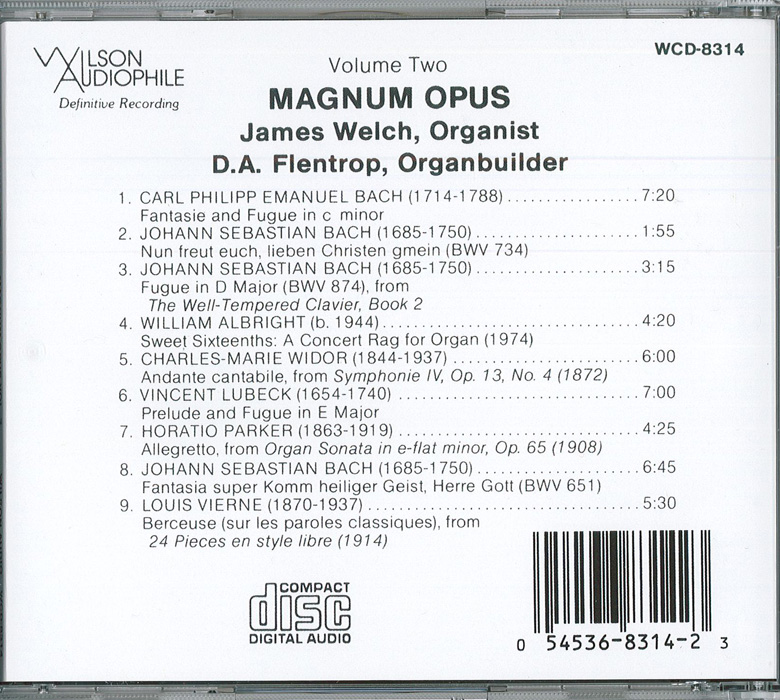 WILSON
AUDIOPHILE
Definitive Recording
WCD-8314
Volume Two
MAGNUM OPUS
James Welch, Organist
D.A. Flentrop, Organbuilder
1. CARL PHILIPP EMANUEL BACH (1714-1788) ................. 7:20
Fantasie and Fugue in c minor
2. JOHANN SEBASTIAN BACH (1685-1750) ..................... 1:55
Nun freut euch, lieben Christen gmein (BWV 734)
3. JOHANN SEBASTIAN BACH (1685-1750) ..................... 3:15
Fugue in D Major (BWV 874), from
The Well-Tempered Clavier, Book 2
4. WILLIAM ALBRIGHT (b. 1944) ................................. 4:20
Sweet Sixteenths: A Concert Rag for Organ (1974)
5. CHARLES-MARIE WIDOR (1844-1937) ........................ 6:00
Andante cantabile, from Symphonie IV, Op. 13, No. 4 (1872)
6. VINCENT LUBECK (1654-1740) ............................... 7:00
Prelude and Fugue in E Major
7. HORATIO PARKER (1863-1919) ............................... 4:25
Allegretto, from Organ Sonata in e-flat minor, Op. 65 (1908)
8. JOHANN SEBASTIAN BACH (1685-1750) ..................... 6:45
Fantasia super Komm heiliger Geist, Herre Gott (BWV 651)
9. LOUIS VIERNE (1870-1937) ................................... 5:30
Berceuse (sur les paroles classiques), from
24 Pieces en style libre (1914)
COMPACT
disc
DIGITAL AUDIO
0 54536-8314-2 3